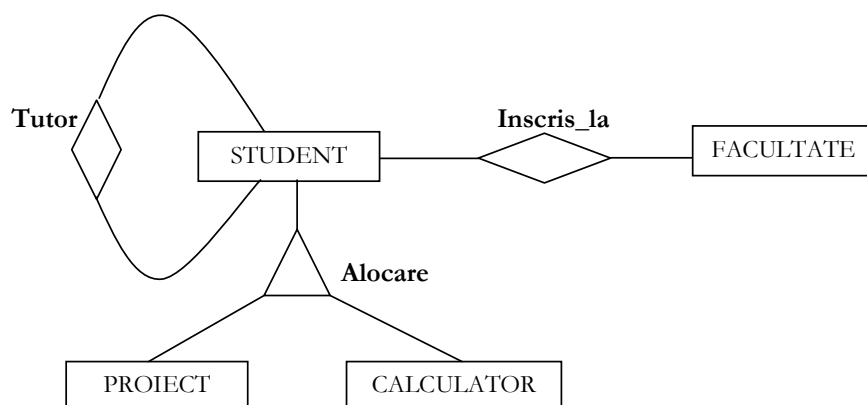 Tutor
Inscris_la
STUDENT
FACULTATE
Alocare
PROIECT
CALCULATOR